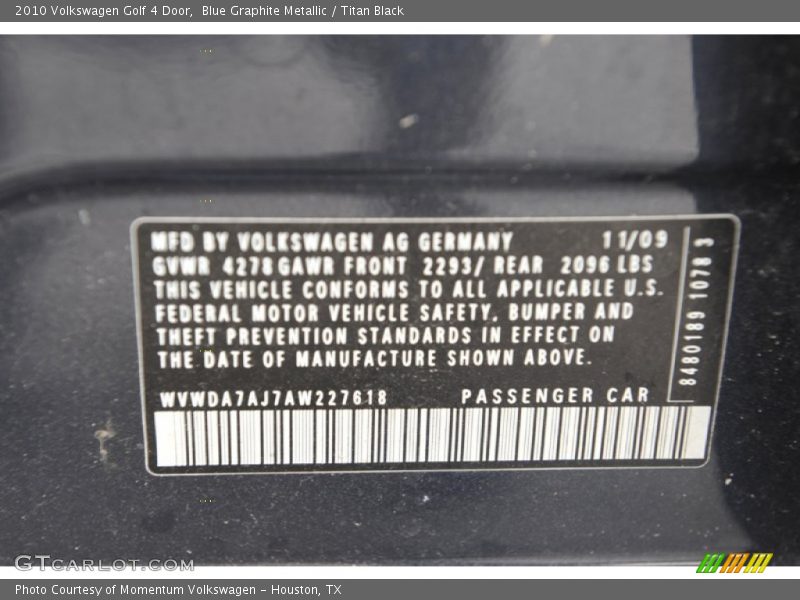 2010 Volkswagen Golf 4 Door, Blue Graphite Metallic / Titan Black
MFD BY VOLKSWAGEN AG GERMANY 11/09
GVWR 4278 GAWR FRONT 2293/ REAR 2096 LBS
THIS VEHICLE CONFORMS TO ALL APPLICABLE U.S.
FEDERAL MOTOR VEHICLE SAFETY, BUMPER AND
THEFT PREVENTION STANDARDS IN EFFECT ON
THE DATE OF MANUFACTURE SHOWN ABOVE.
WVWDA7AJ7AW227618 PASSENGER CAR
8480189 1078 3
GTCARLOT.COM
Photo Courtesy of Momentum Volkswagen - Houston, TX